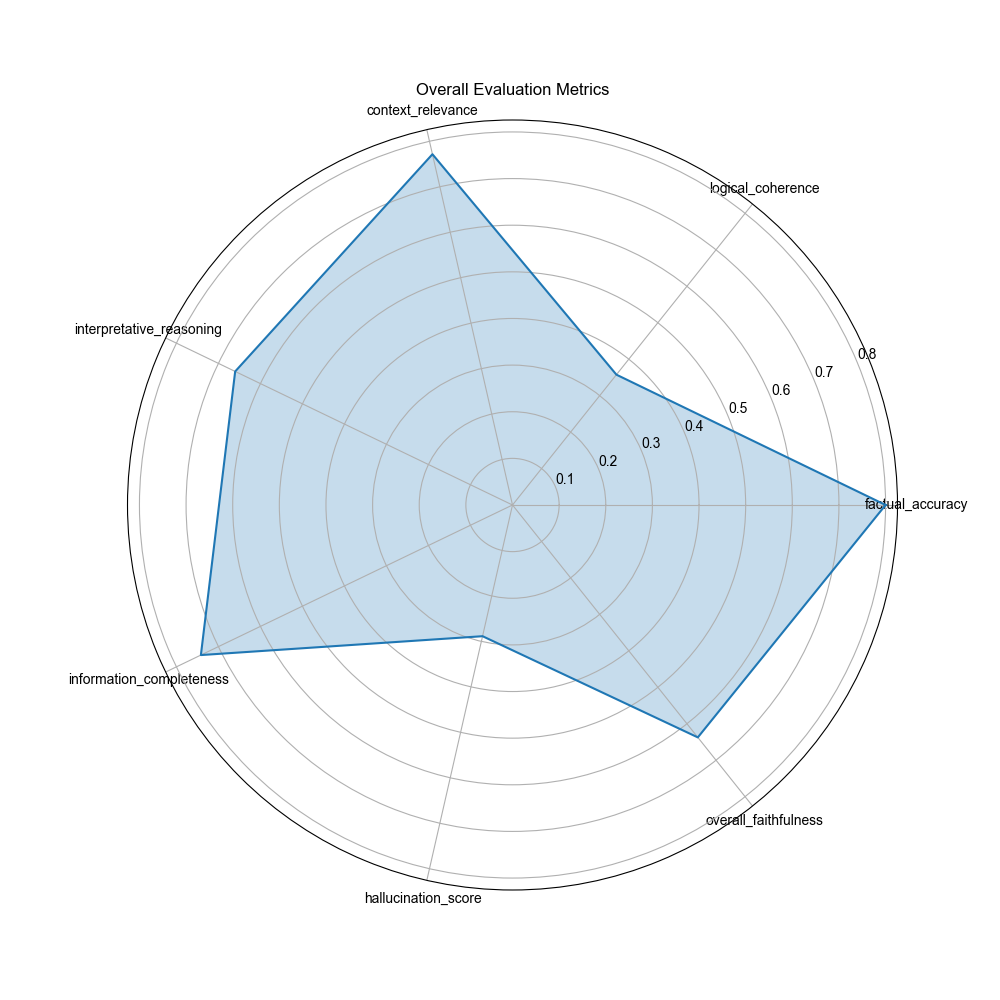 Overall Evaluation Metrics
context_relevance
logical_coherence
interpretative_reasoning
0.8
0.7
0.6
0.5
0.4
0.3
0.2
0.1
factual_accuracy
information_completeness
overall_faithfulness
hallucination_score